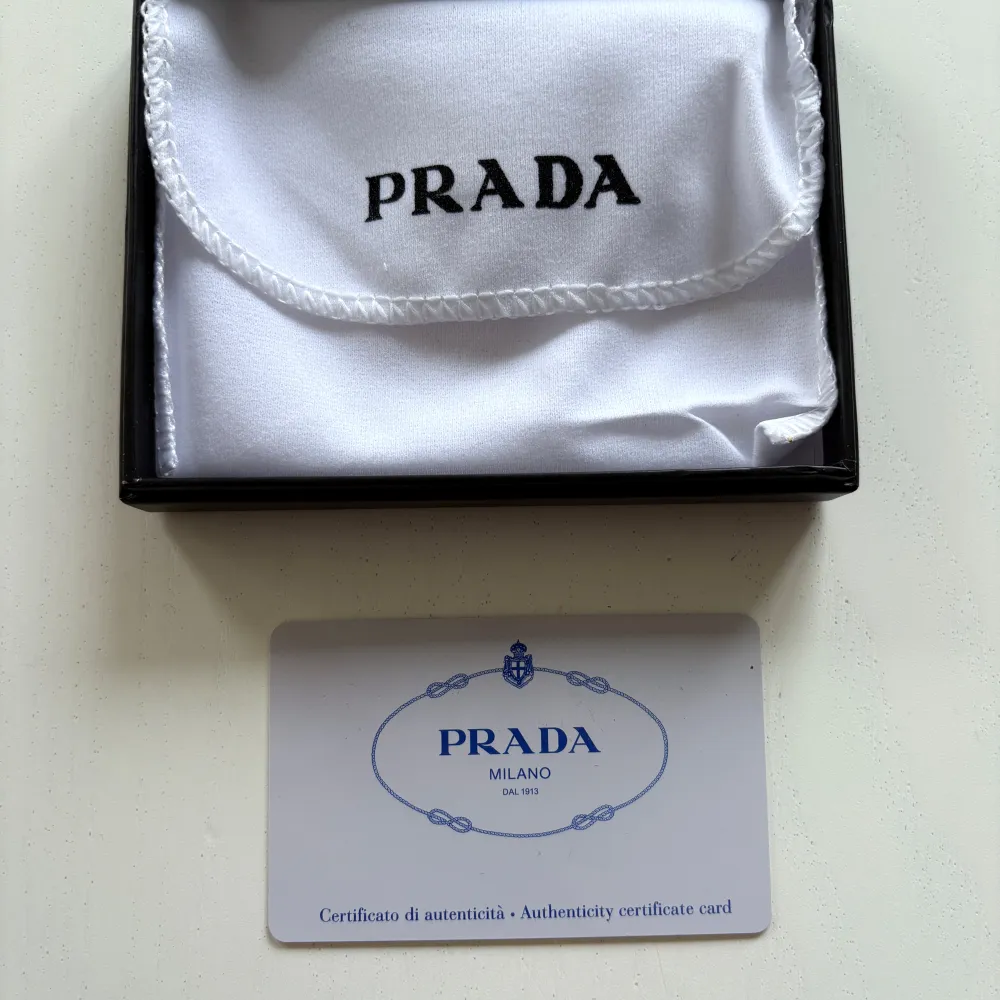 PRADA
PRADA
MILANO
DAL 1913
Certificato di autenticità • Authenticity certificate card